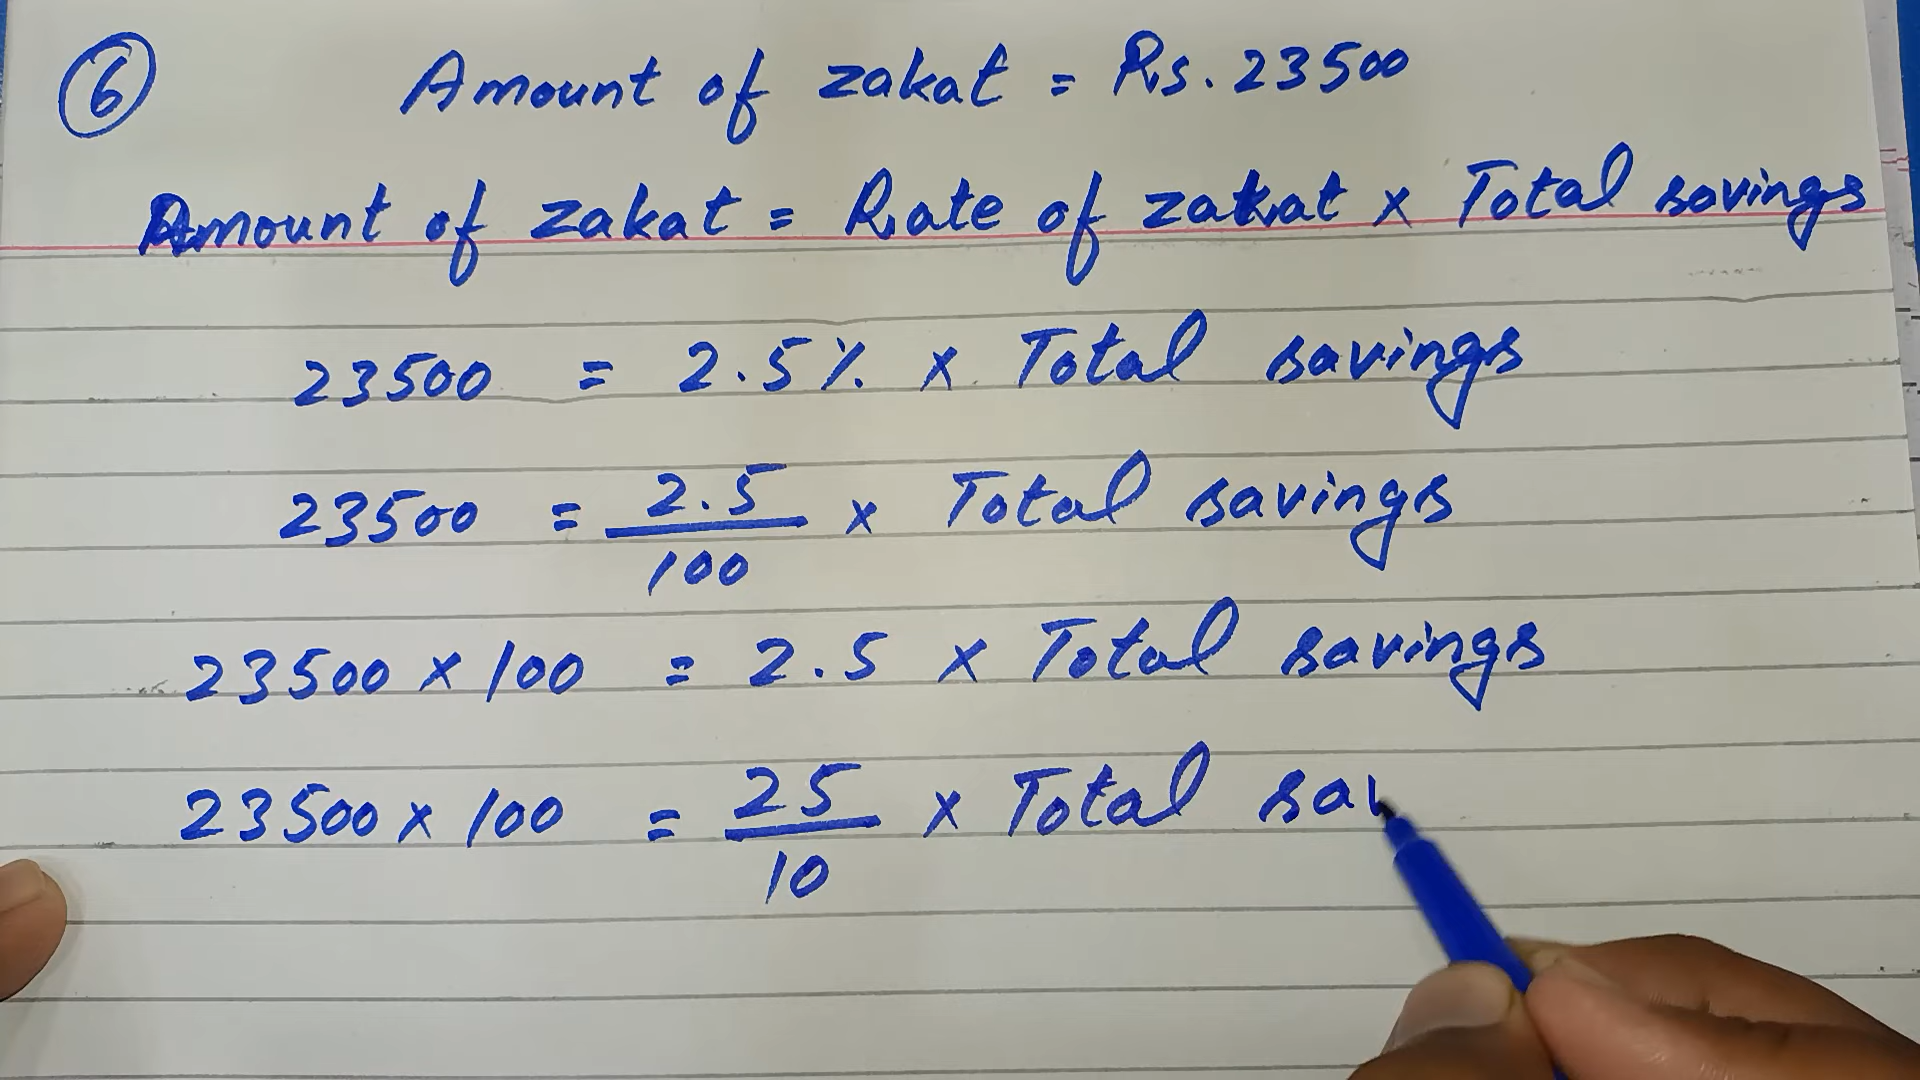 6 Amount of zakat = Rs. 23500
Amount of zakat = Rate of zakat × Total savings
23500 = 2.5% × Total savings
23500 = 2.5/100 × Total savings
23500 × 100 = 2.5 × Total savings
23500 × 100 = 25/10 × Total sav